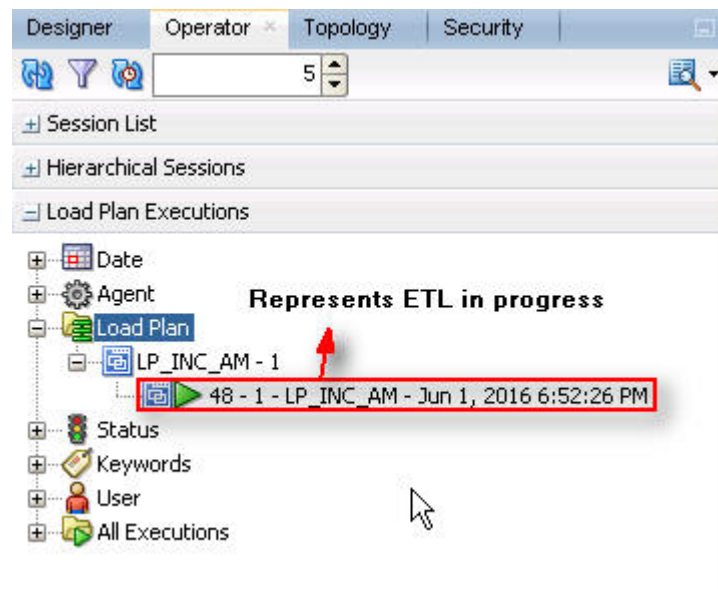 Designer Operator Topology Security
5
Session List
Hierarchical Sessions
Load Plan Executions
Date
Agent
Represents ETL in progress
Load Plan
LP_INC_AM - 1
48 - 1 - LP_INC_AM - Jun 1, 2016 6:52:26 PM
Status
Keywords
User
All Executions